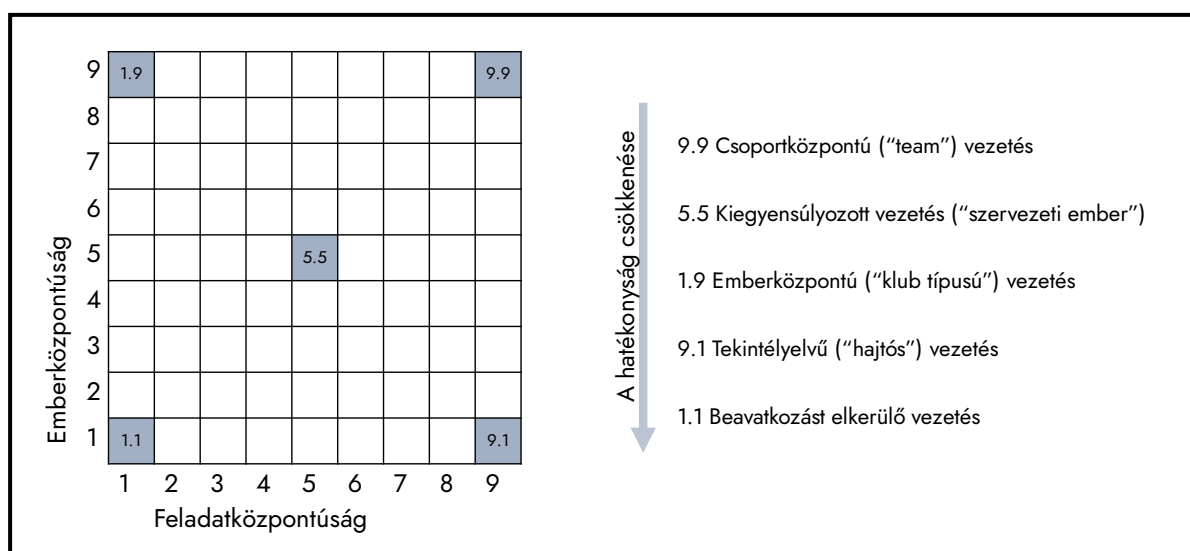 9 1.9 9.9
8
7
6
5 5.5
4
3
2
1 1.1 9.1
1 2 3 4 5 6 7 8 9
Emberközpontúság
Feladatközpontúság
A hatékonyság csökkenése
9.9 Csoportközpontú (“team”) vezetés
5.5 Kiegyensúlyozott vezetés (“szervezeti ember”)
1.9 Emberközpontú (“klub típusú”) vezetés
9.1 Tekintélyelvű (“hajtós”) vezetés
1.1 Beavatkozást elkerülő vezetés